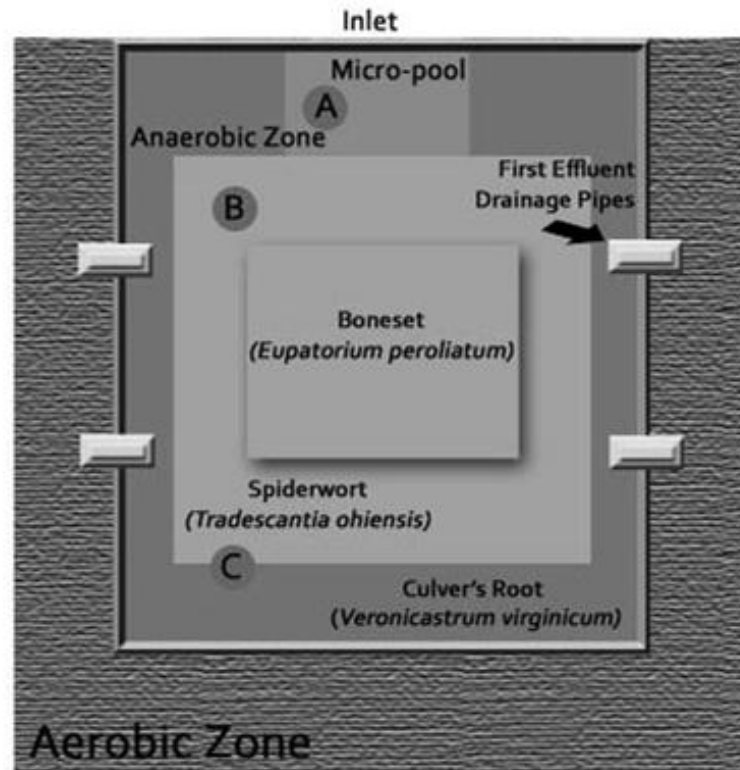 Inlet
Micro-pool
A
Anaerobic Zone
First Effluent
Drainage Pipes
B
Boneset
(Eupatorium peroliatum)
Spiderwort
(Tradescantia ohiensis)
C
Culver's Root
(Veronicastrum virginicum)
Aerobic Zone